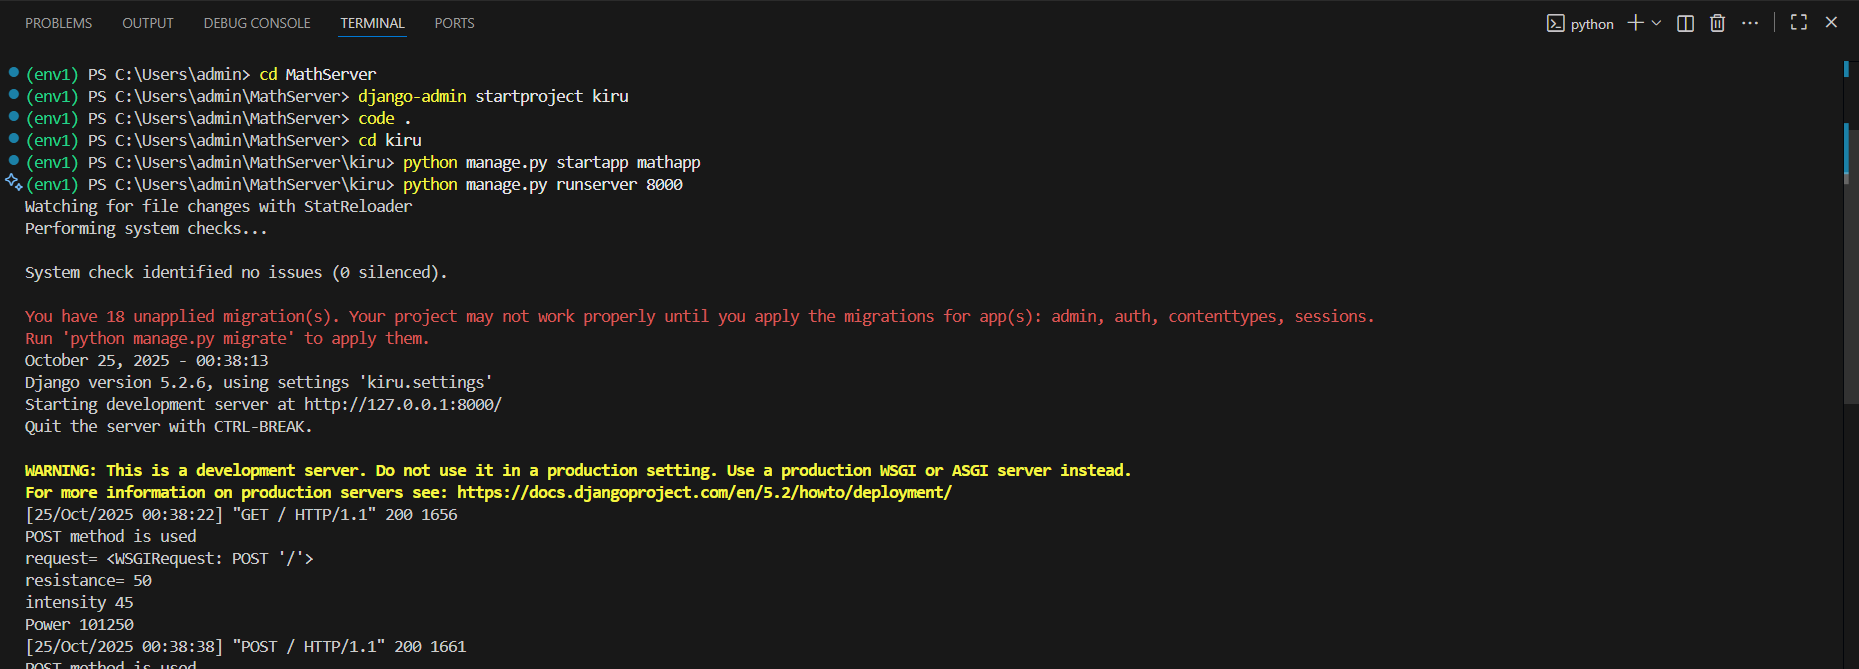 PROBLEMS OUTPUT DEBUG CONSOLE TERMINAL PORTS python
(env1) PS C:\Users\admin> cd MathServer
(env1) PS C:\Users\admin\MathServer> django-admin startproject kiru
(env1) PS C:\Users\admin\MathServer> code .
(env1) PS C:\Users\admin\MathServer> cd kiru
(env1) PS C:\Users\admin\MathServer\kiru> python manage.py startapp mathapp
(env1) PS C:\Users\admin\MathServer\kiru> python manage.py runserver 8000
Watching for file changes with StatReloader
Performing system checks...
System check identified no issues (0 silenced).
You have 18 unapplied migration(s). Your project may not work properly until you apply the migrations for app(s): admin, auth, contenttypes, sessions.
Run 'python manage.py migrate' to apply them.
October 25, 2025 - 00:38:13
Django version 5.2.6, using settings 'kiru.settings'
Starting development server at http://127.0.0.1:8000/
Quit the server with CTRL-BREAK.
WARNING: This is a development server. Do not use it in a production setting. Use a production WSGI or ASGI server instead.
For more information on production servers see: https://docs.djangoproject.com/en/5.2/howto/deployment/
[25/Oct/2025 00:38:22] "GET / HTTP/1.1" 200 1656
POST method is used
request= <WSGIRequest: POST '/'>
resistance= 50
intensity 45
Power 101250
[25/Oct/2025 00:38:38] "POST / HTTP/1.1" 200 1661
POST method is used